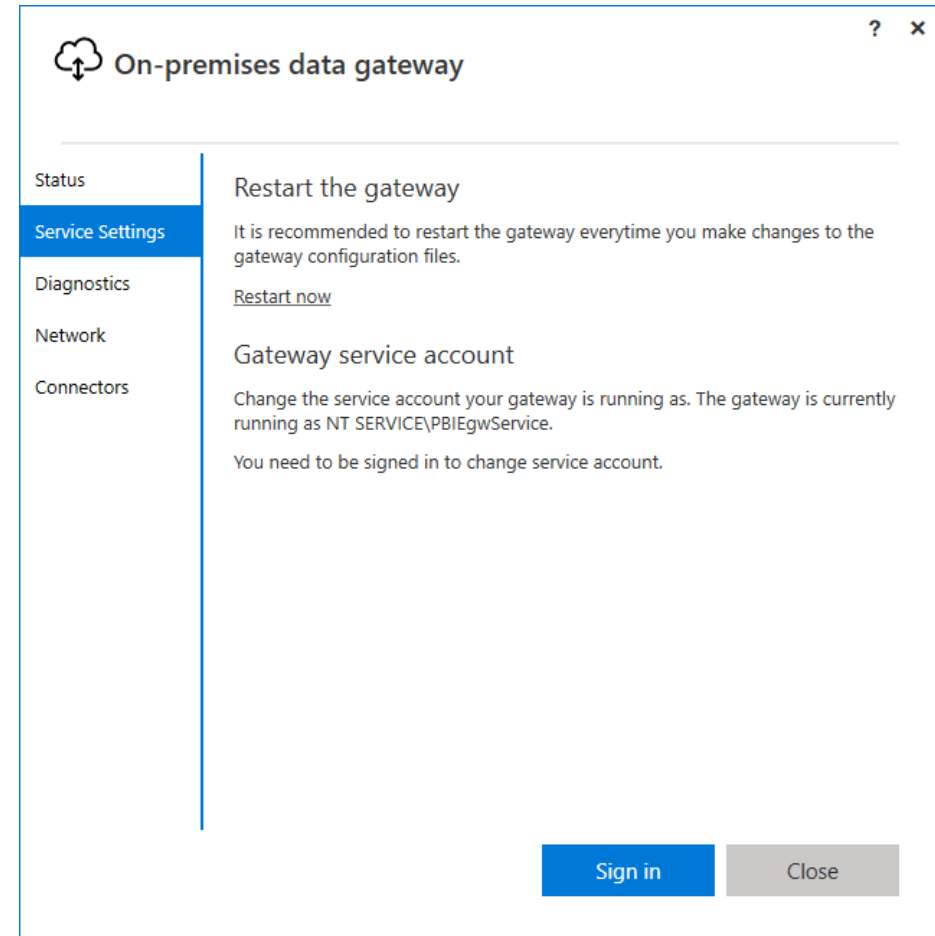 ? ×
On-premises data gateway
Status
Service Settings
Diagnostics
Network
Connectors
Restart the gateway
It is recommended to restart the gateway everytime you make changes to the
gateway configuration files.
Restart now
Gateway service account
Change the service account your gateway is running as. The gateway is currently
running as NT SERVICE\PBIEgwService.
You need to be signed in to change service account.
Sign in
Close